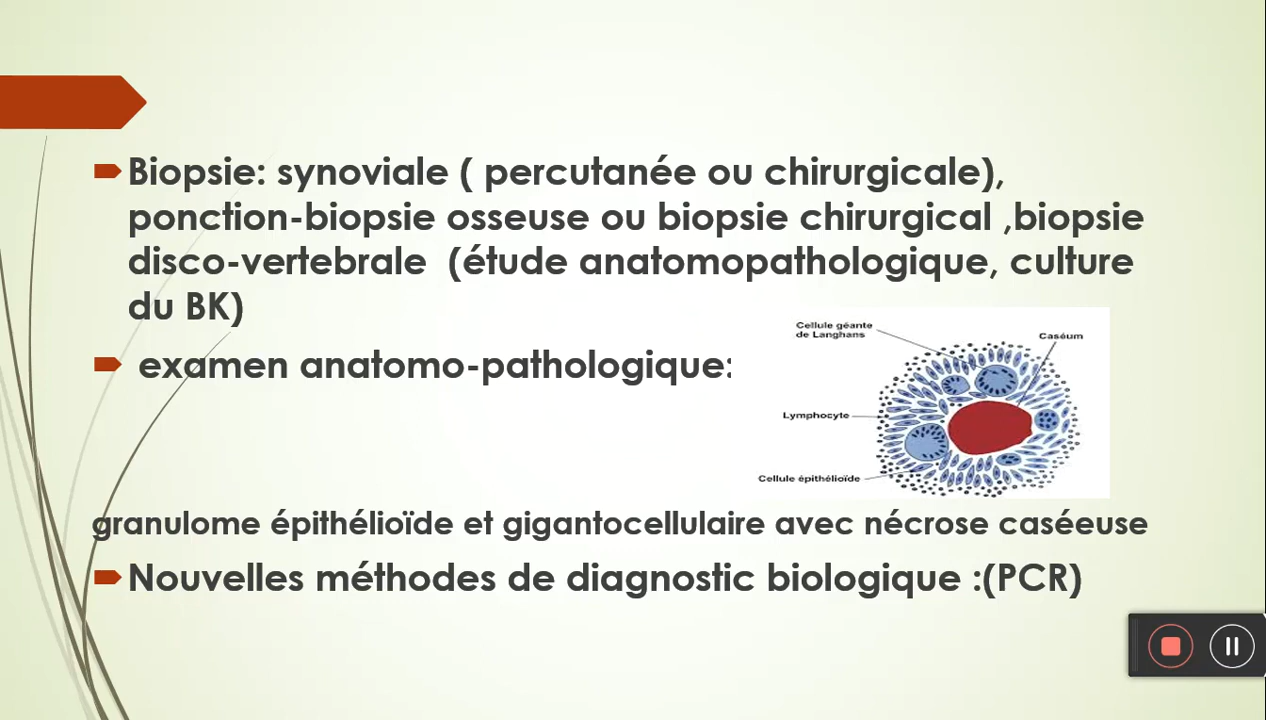 Biopsie: synoviale ( percutanée ou chirurgicale),
ponction-biopsie osseuse ou biopsie chirurgical ,biopsie
disco-vertebrale (étude anatomopathologique, culture
du BK)
examen anatomo-pathologique:
Cellule géante
de Langhans
Caséum
Lymphocyte
Cellule épithélioïde
granulome épithélioïde et gigantocellulaire avec nécrose caséeuse
Nouvelles méthodes de diagnostic biologique :(PCR)